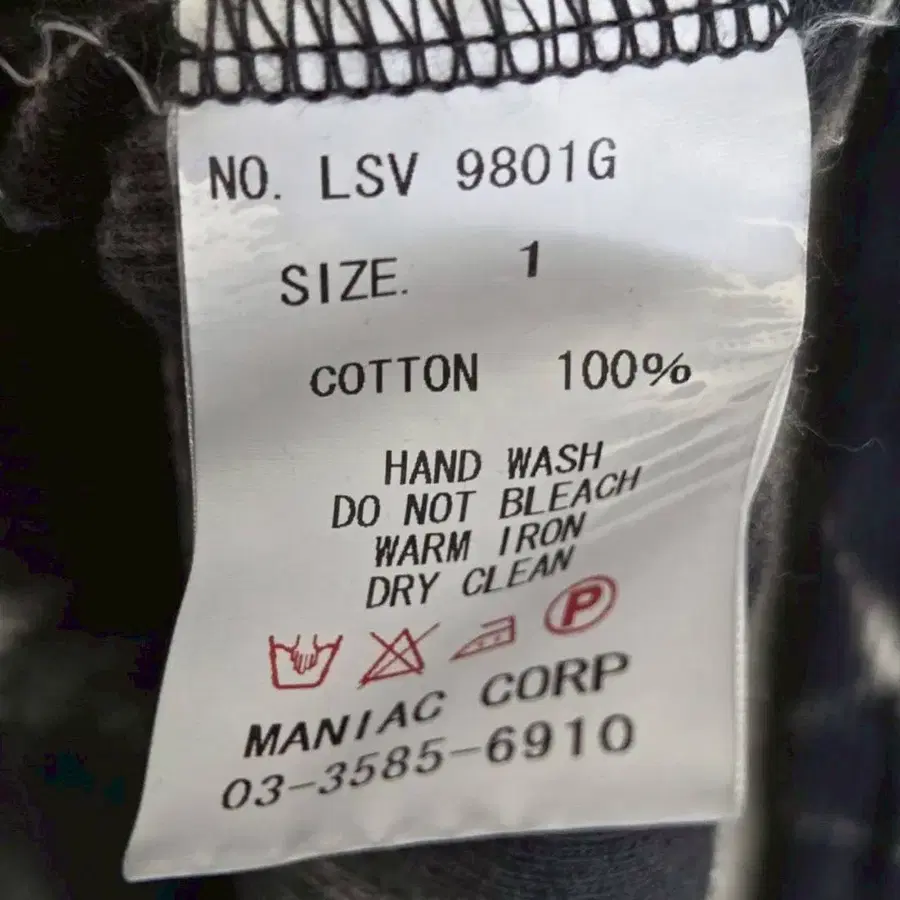 NO. LSV 9801G
SIZE. 1
COTTON 100%
HAND WASH
DO NOT BLEACH
WARM IRON
DRY CLEAN
P
MANIAC CORP
03-3585-6910